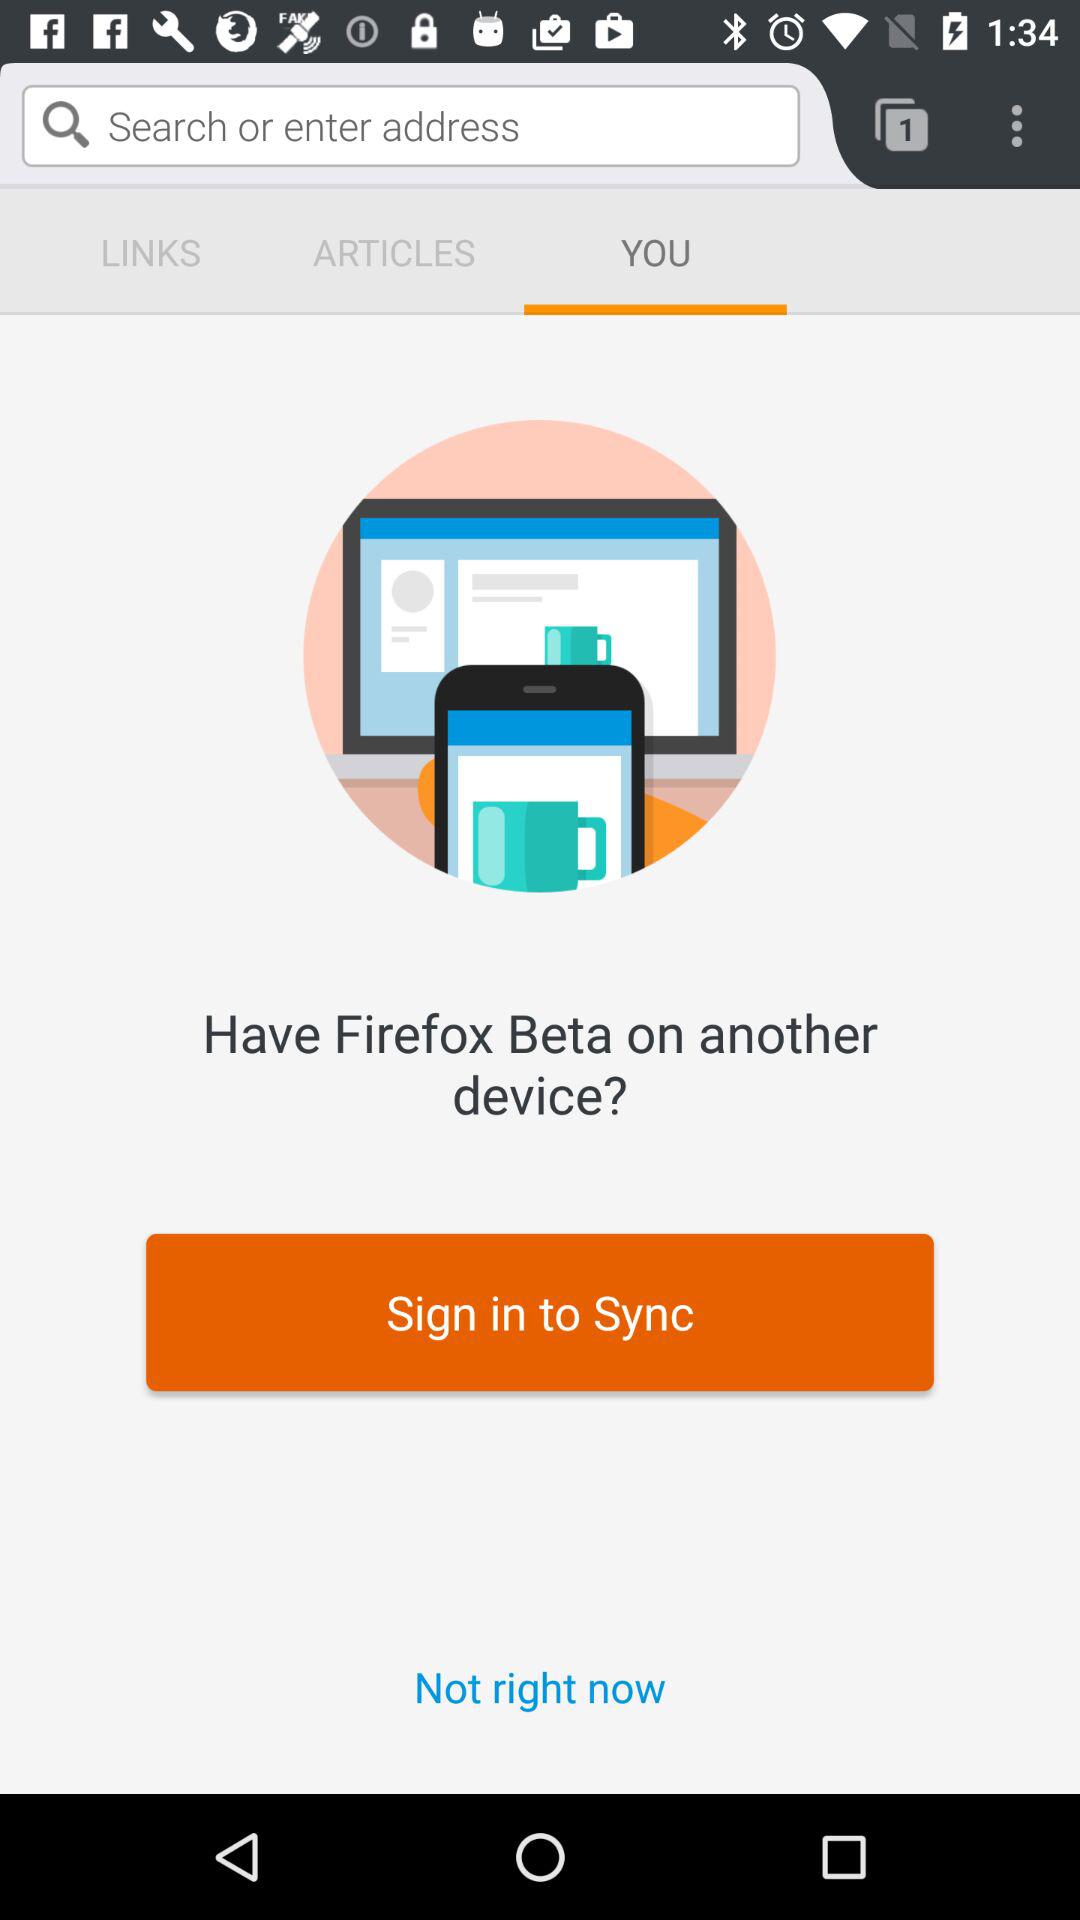 FAKE
1:34
Search or enter address
1
LINKS ARTICLES YOU
Have Firefox Beta on another
device?
Sign in to Sync
Not right now